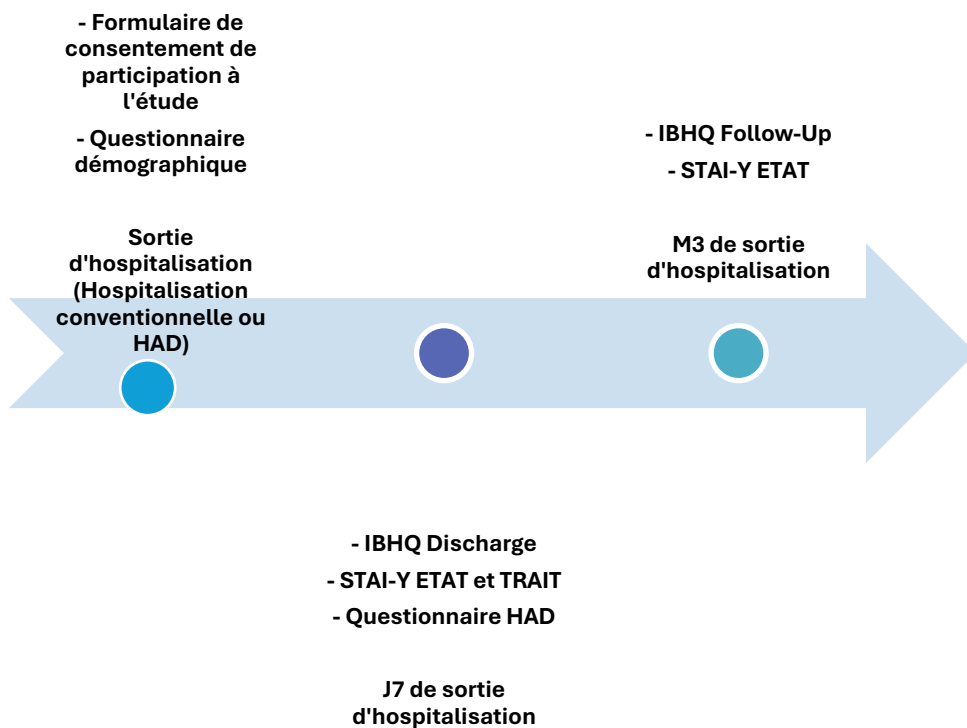 - Formulaire de
consentement de
participation à
l'étude
- Questionnaire
démographique
Sortie
d'hospitalisation
(Hospitalisation
conventionnelle ou
HAD)
- IBHQ Discharge
- STAI-Y ETAT et TRAIT
- Questionnaire HAD
J7 de sortie
d'hospitalisation
- IBHQ Follow-Up
- STAI-Y ETAT
M3 de sortie
d'hospitalisation